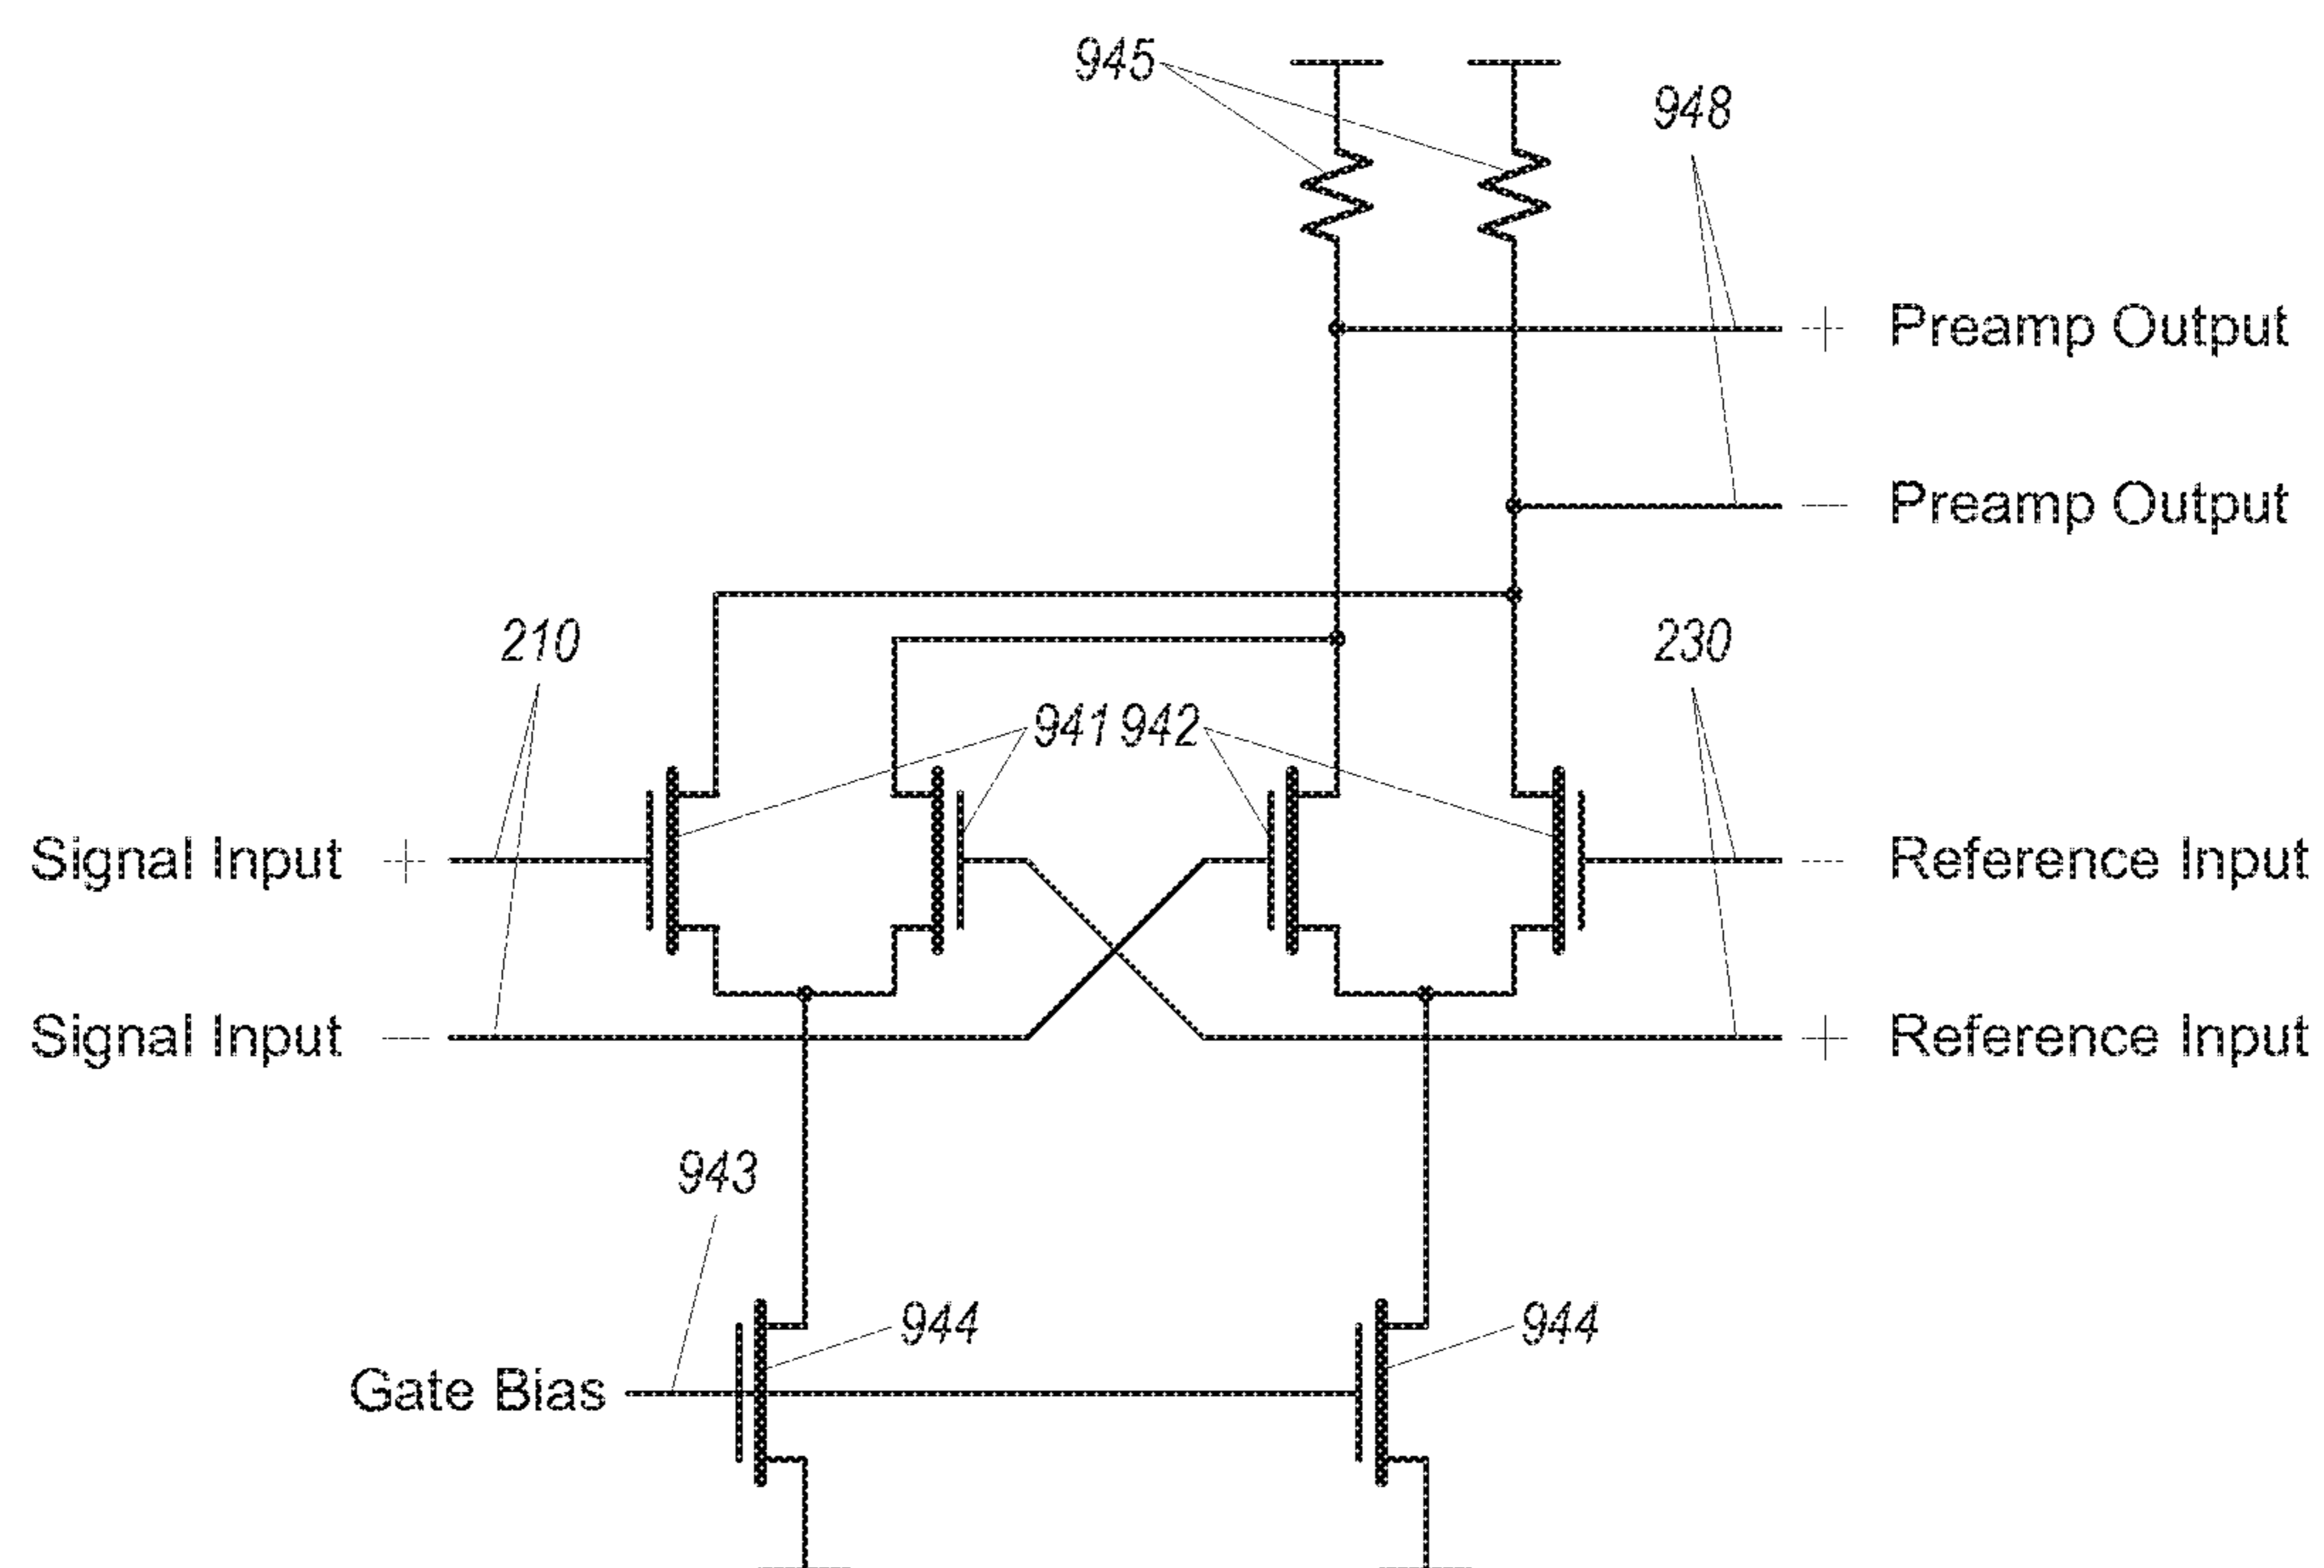 945
948
+ Preamp Output
— Preamp Output
210
230
941 942
Signal Input +
— Reference Input
Signal Input —
+ Reference Input
943
944
944
Gate Bias